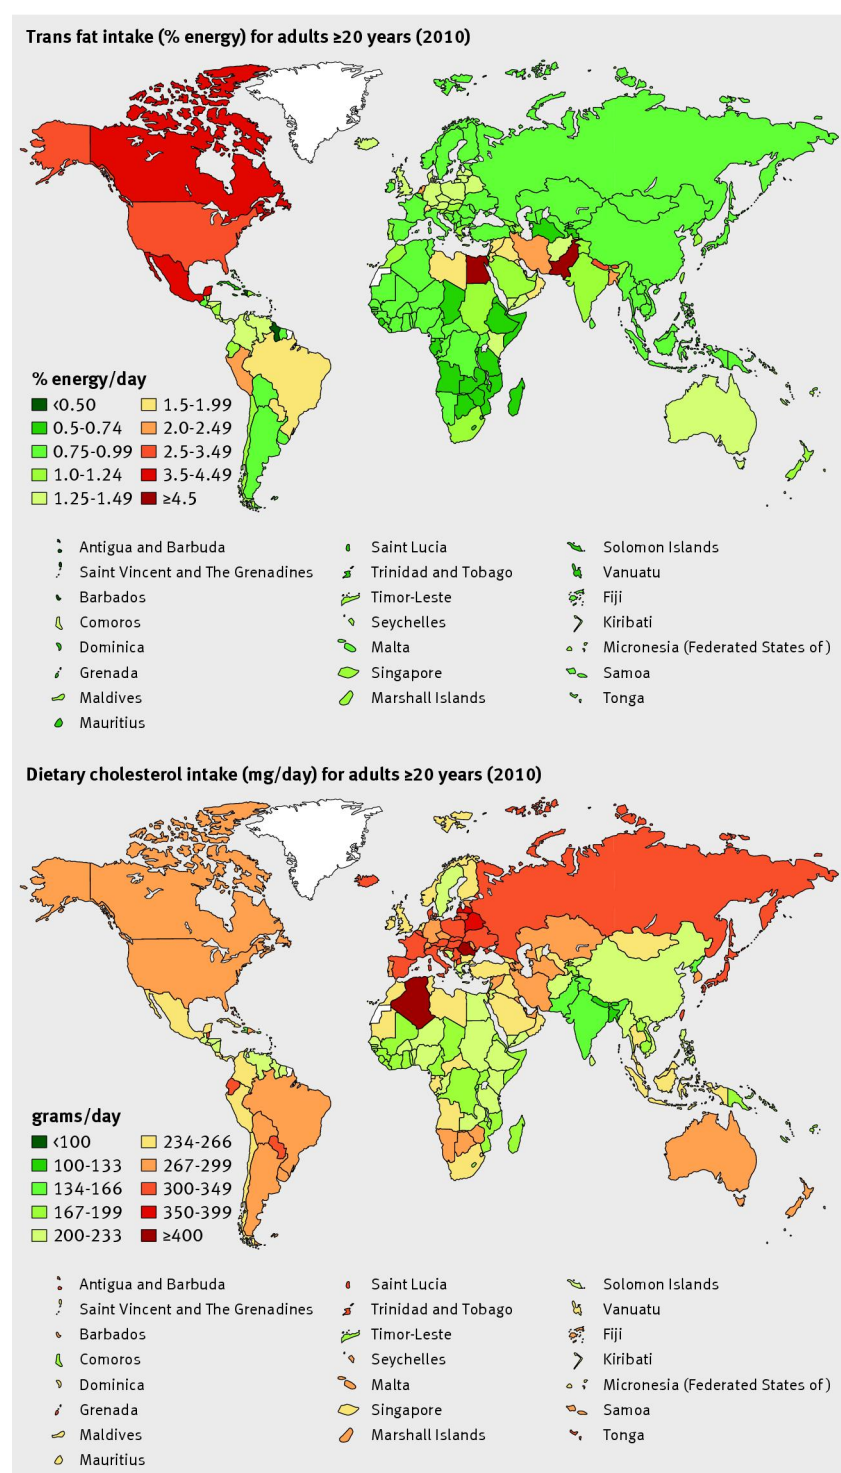 Trans fat intake (% energy) for adults ≥20 years (2010)
% energy/day
<0.50
1.5-1.99
0.5-0.74
2.0-2.49
0.75-0.99
2.5-3.49
1.0-1.24
3.5-4.49
1.25-1.49
≥4.5
Antigua and Barbuda
Saint Vincent and The Grenadines
Barbados
Comoros
Dominica
Grenada
Maldives
Mauritius
Saint Lucia
Trinidad and Tobago
Timor-Leste
Seychelles
Malta
Singapore
Marshall Islands
Solomon Islands
Vanuatu
Fiji
Kiribati
Micronesia (Federated States of)
Samoa
Tonga
Dietary cholesterol intake (mg/day) for adults ≥20 years (2010)
grams/day
<100
234-266
100-133
267-299
134-166
300-349
167-199
350-399
200-233
≥400
Antigua and Barbuda
Saint Vincent and The Grenadines
Barbados
Comoros
Dominica
Grenada
Maldives
Mauritius
Saint Lucia
Trinidad and Tobago
Timor-Leste
Seychelles
Malta
Singapore
Marshall Islands
Solomon Islands
Vanuatu
Fiji
Kiribati
Micronesia (Federated States of)
Samoa
Tonga